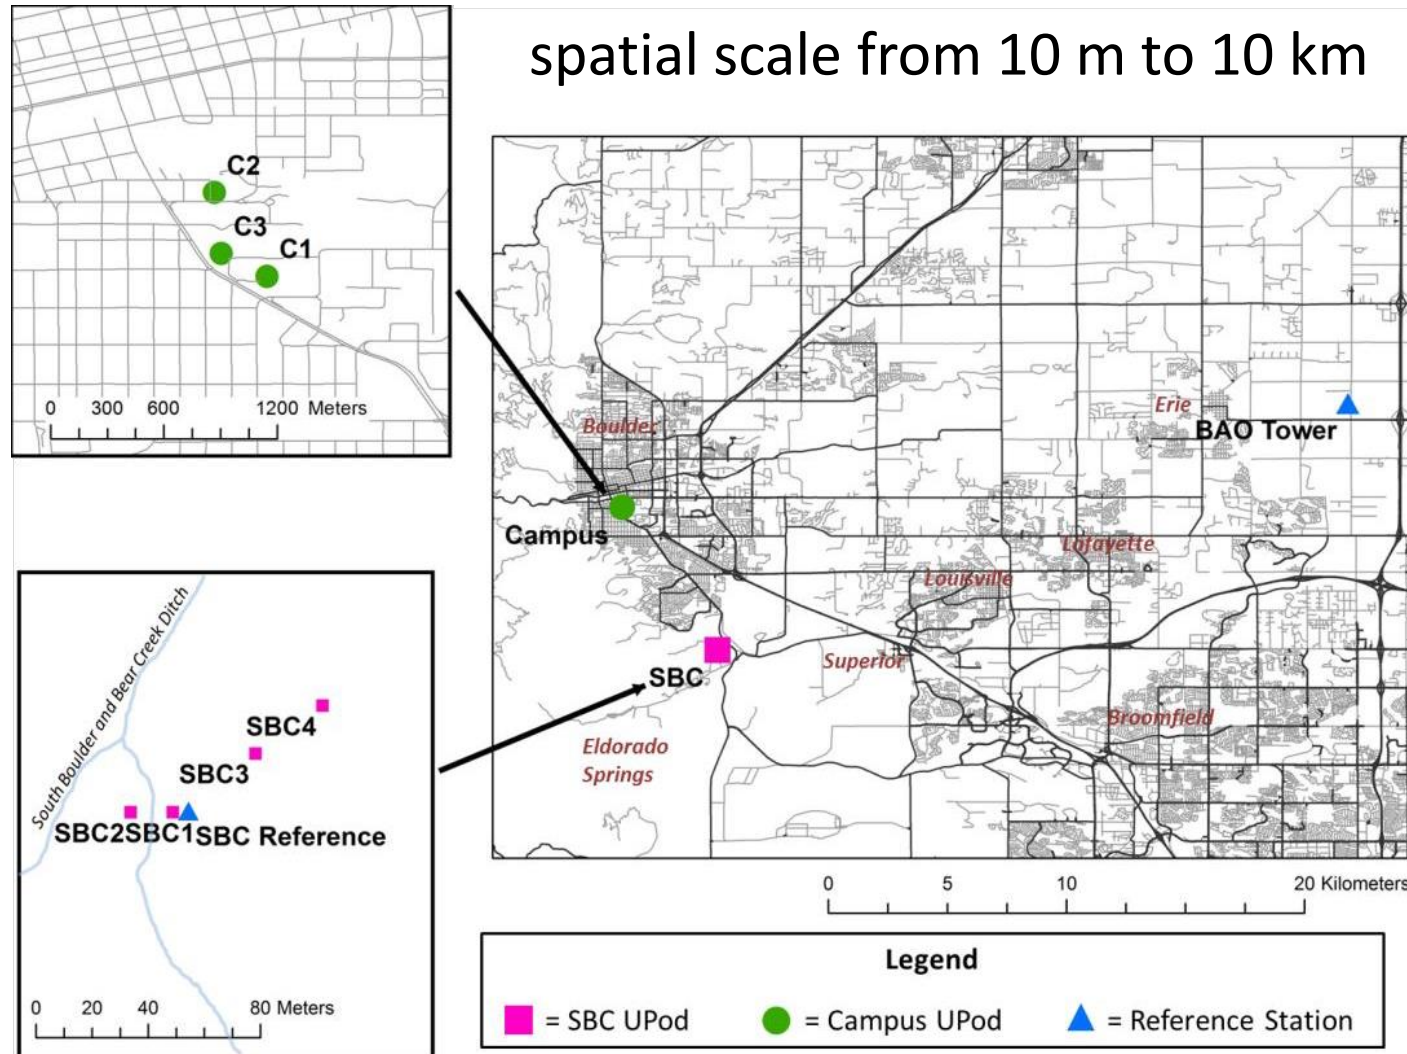 spatial scale from 10 m to 10 km
C2
C3
C1
0 300 600 1200 Meters
Boulder
Erie
BAO Tower
Campus
Lafayette
Louisville
SBC
Superior
Broomfield
Eldorado
Springs
South Boulder and Bear Creek Ditch
SBC4
SBC3
SBC2SBC1SBC Reference
0 20 40 80 Meters
0 5 10 20 Kilometers
Legend
= SBC UPod = Campus UPod = Reference Station